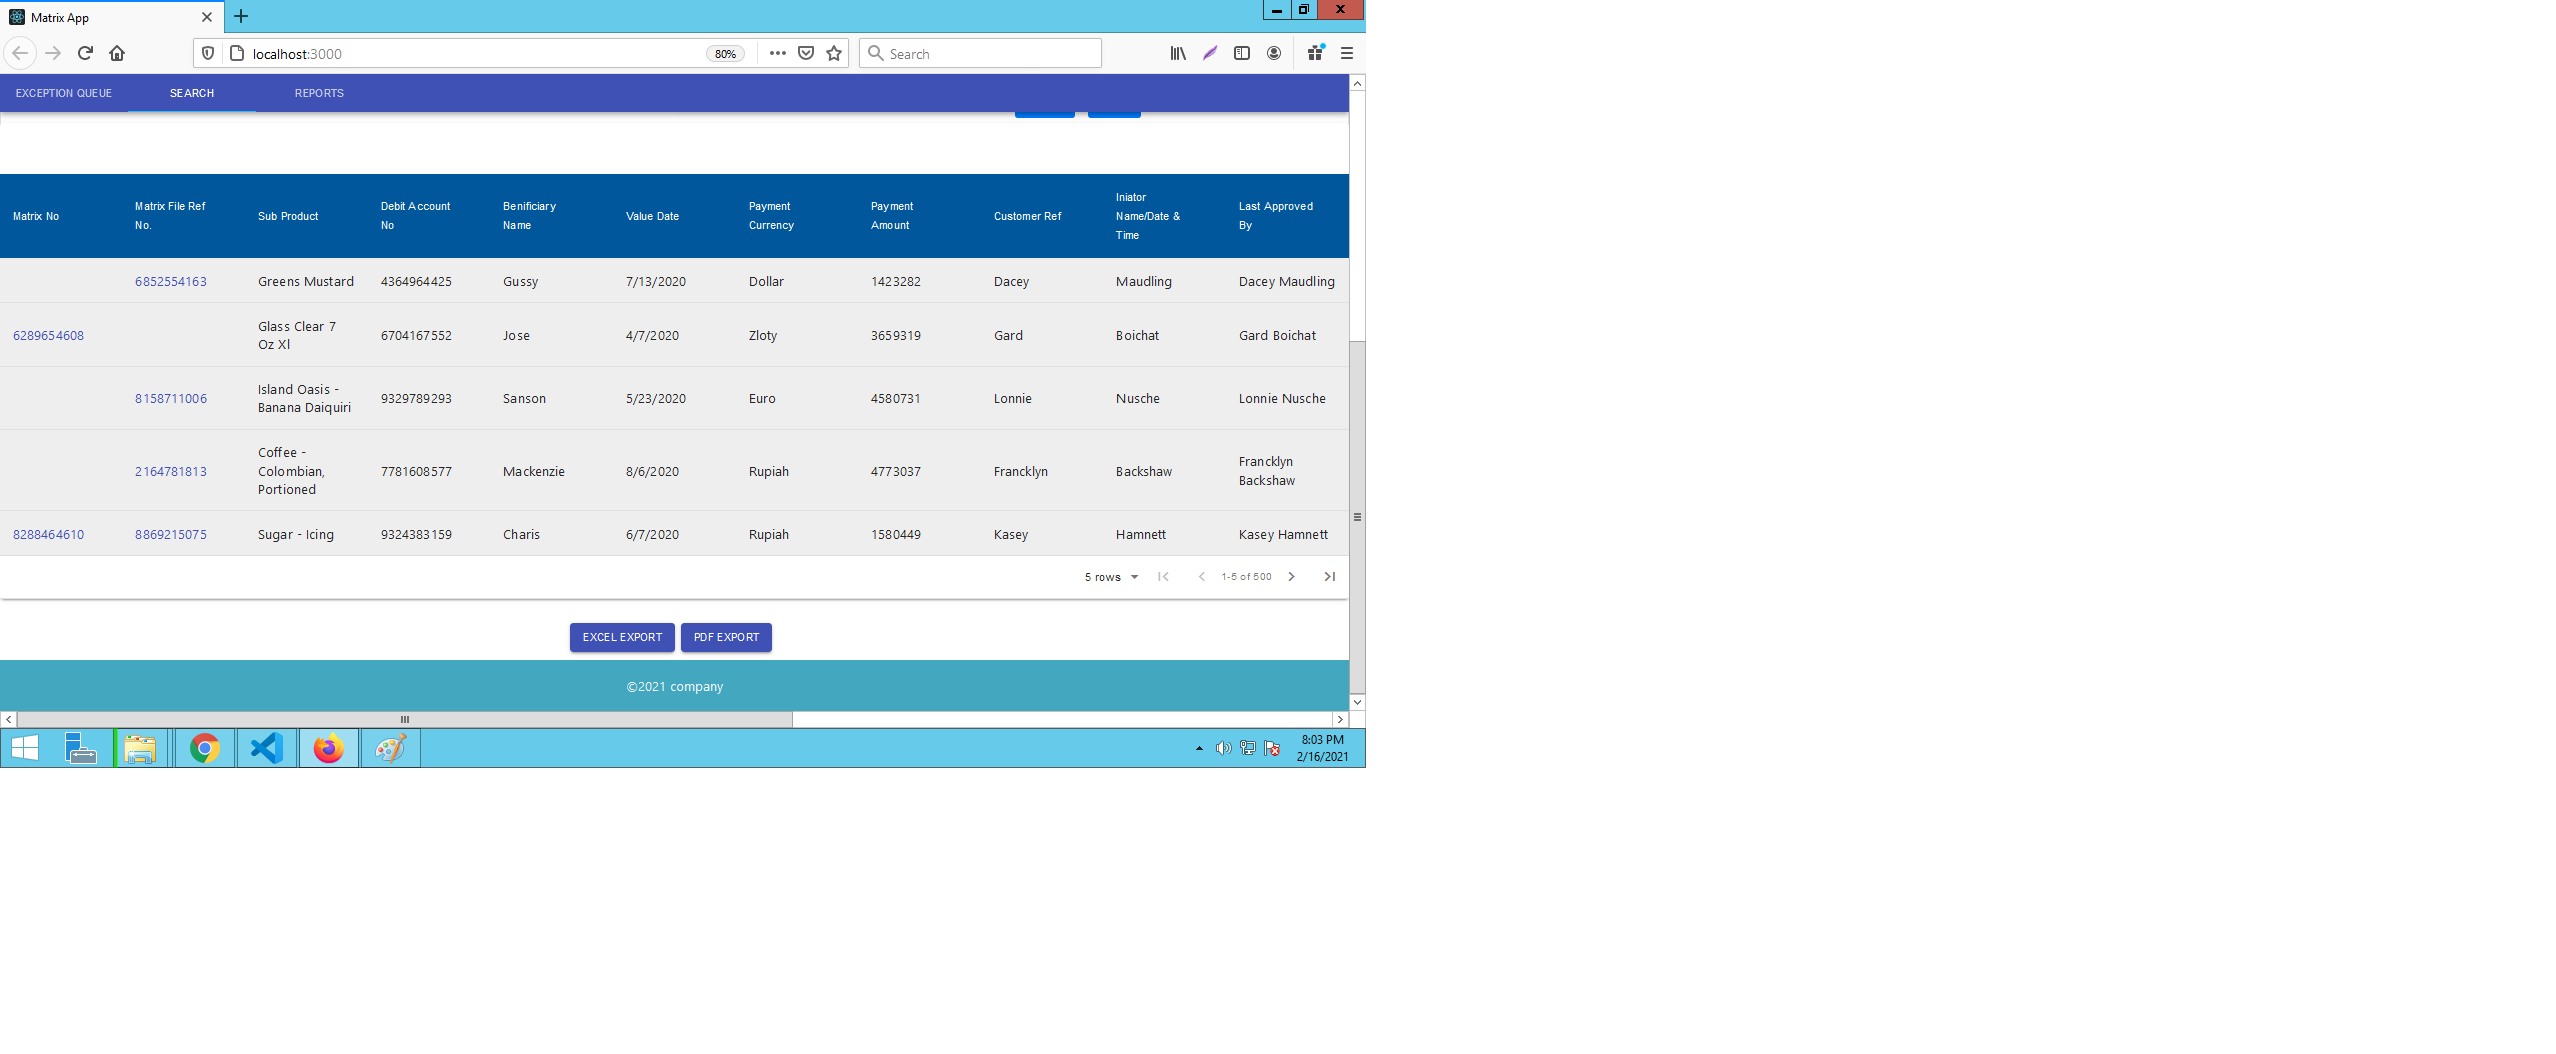 Matrix App
localhost:3000
80%
Search
EXCEPTION QUEUE SEARCH REPORTS
Matrix No Matrix File Ref No. Sub Product Debit Account No Benificiary Name Value Date Payment Currency Payment Amount Customer Ref Iniator Name/Date & Time Last Approved By
6852554163 Greens Mustard 4364964425 Gussy 7/13/2020 Dollar 1423282 Dacey Maudling Dacey Maudling
6289654608 Glass Clear 7 Oz Xl 6704167552 Jose 4/7/2020 Zloty 3659319 Gard Boichat Gard Boichat
8158711006 Island Oasis - Banana Daiquiri 9329789293 Sanson 5/23/2020 Euro 4580731 Lonnie Nusche Lonnie Nusche
2164781813 Coffee - Colombian, Portioned 7781608577 Mackenzie 8/6/2020 Rupiah 4773037 Francklyn Backshaw Francklyn Backshaw
8288464610 8869215075 Sugar - Icing 9324383159 Charis 6/7/2020 Rupiah 1580449 Kasey Hamnett Kasey Hamnett
5 rows 1-5 of 500
EXCEL EXPORT PDF EXPORT
©2021 company
8:03 PM
2/16/2021